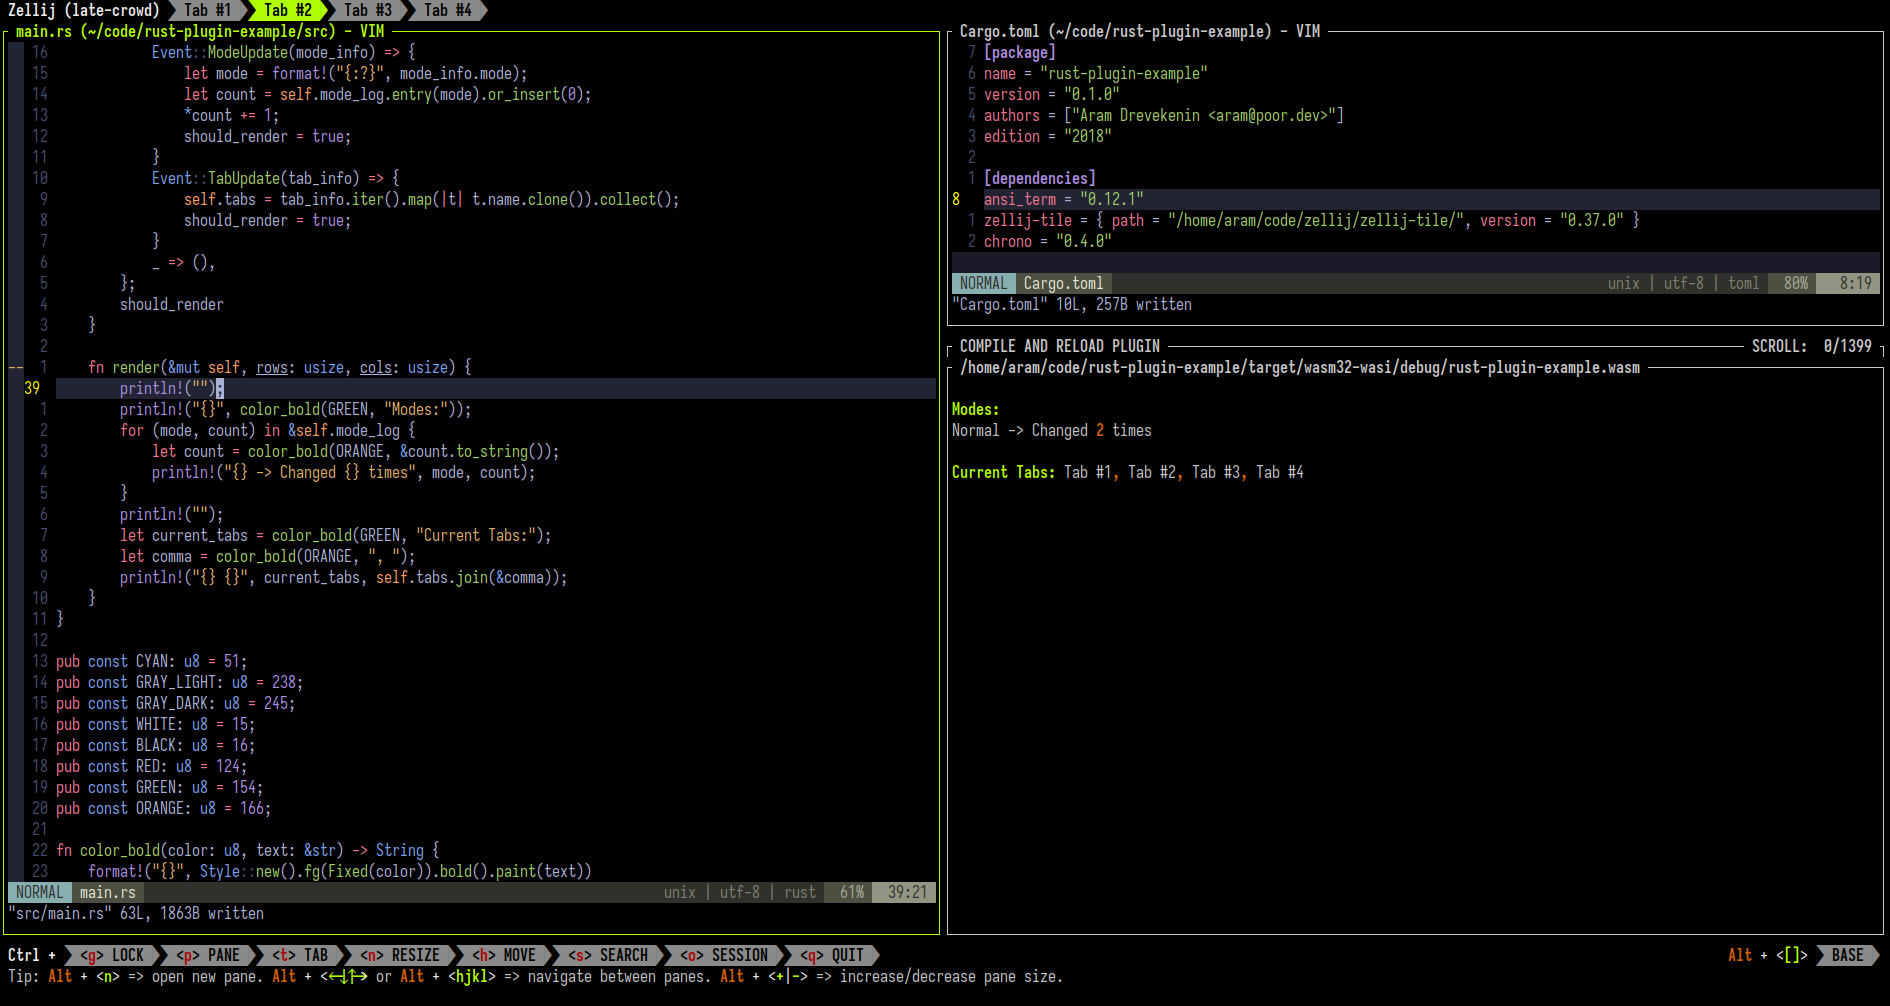 Zellij (late-crowd) Tab #1 Tab #2 Tab #3 Tab #4
main.rs (~/code/rust-plugin-example/src) - VIM
16 Event::ModeUpdate(mode_info) => {
15 let mode = format!("{:?}", mode_info.mode);
14 let count = self.mode_log.entry(mode).or_insert(0);
13 *count += 1;
12 should_render = true;
11 }
10 Event::TabUpdate(tab_info) => {
9 self.tabs = tab_info.iter().map(|t| t.name.clone()).collect();
8 should_render = true;
7 }
6 _ => (),
5 };
4 should_render
3 }
2
-- 1 fn render(&mut self, rows: usize, cols: usize) {
39 println!("");
1 println!("{}", color_bold(GREEN, "Modes:"));
2 for (mode, count) in &self.mode_log {
3 let count = color_bold(ORANGE, &count.to_string());
4 println!("{} -> Changed {} times", mode, count);
5 }
6 println!("");
7 let current_tabs = color_bold(GREEN, "Current Tabs:");
8 let comma = color_bold(ORANGE, ", ");
9 println!("{} {}", current_tabs, self.tabs.join(&comma));
10 }
11 }
12
13 pub const CYAN: u8 = 51;
14 pub const GRAY_LIGHT: u8 = 238;
15 pub const GRAY_DARK: u8 = 245;
16 pub const WHITE: u8 = 15;
17 pub const BLACK: u8 = 16;
18 pub const RED: u8 = 124;
19 pub const GREEN: u8 = 154;
20 pub const ORANGE: u8 = 166;
21
22 fn color_bold(color: u8, text: &str) -> String {
23 format!("{}", Style::new().fg(Fixed(color)).bold().paint(text))
NORMAL main.rs unix | utf-8 | rust 61% 39:21
"src/main.rs" 63L, 1863B written
Cargo.toml (~/code/rust-plugin-example) - VIM
7 [package]
6 name = "rust-plugin-example"
5 version = "0.1.0"
4 authors = ["Aram Drevekenin <aram@poor.dev>"]
3 edition = "2018"
2
1 [dependencies]
8 ansi_term = "0.12.1"
1 zellij-tile = { path = "/home/aram/code/zellij/zellij-tile/", version = "0.37.0" }
2 chrono = "0.4.0"
NORMAL Cargo.toml unix | utf-8 | toml 80% 8:19
"Cargo.toml" 10L, 257B written
COMPILE AND RELOAD PLUGIN SCROLL: 0/1399
/home/aram/code/rust-plugin-example/target/wasm32-wasi/debug/rust-plugin-example.wasm
Modes:
Normal -> Changed 2 times
Current Tabs: Tab #1, Tab #2, Tab #3, Tab #4
Ctrl + <g> LOCK <p> PANE <t> TAB <n> RESIZE <h> MOVE <s> SEARCH <o> SESSION <q> QUIT Alt + <[]> BASE
Tip: Alt + <n> => open new pane. Alt + <←↓↑→> or Alt + <hjkl> => navigate between panes. Alt + <+|-> => increase/decrease pane size.